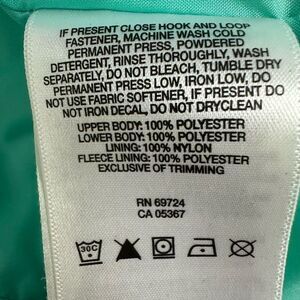 IF PRESENT CLOSE HOOK AND LOOP
FASTENER, MACHINE WASH COLD
PERMANENT PRESS, POWDERED
DETERGENT, RINSE THOROUGHLY, WASH
SEPARATELY, DO NOT BLEACH, TUMBLE DRY
PERMANENT PRESS LOW, IRON LOW, DO
NOT USE FABRIC SOFTENER, IF PRESENT DO
NOT IRON DECAL, DO NOT DRYCLEAN
UPPER BODY: 100% POLYESTER
LOWER BODY: 100% POLYESTER
LINING: 100% NYLON
FLEECE LINING: 100% POLYESTER
EXCLUSIVE OF TRIMMING
RN 69724
CA 05367
30C